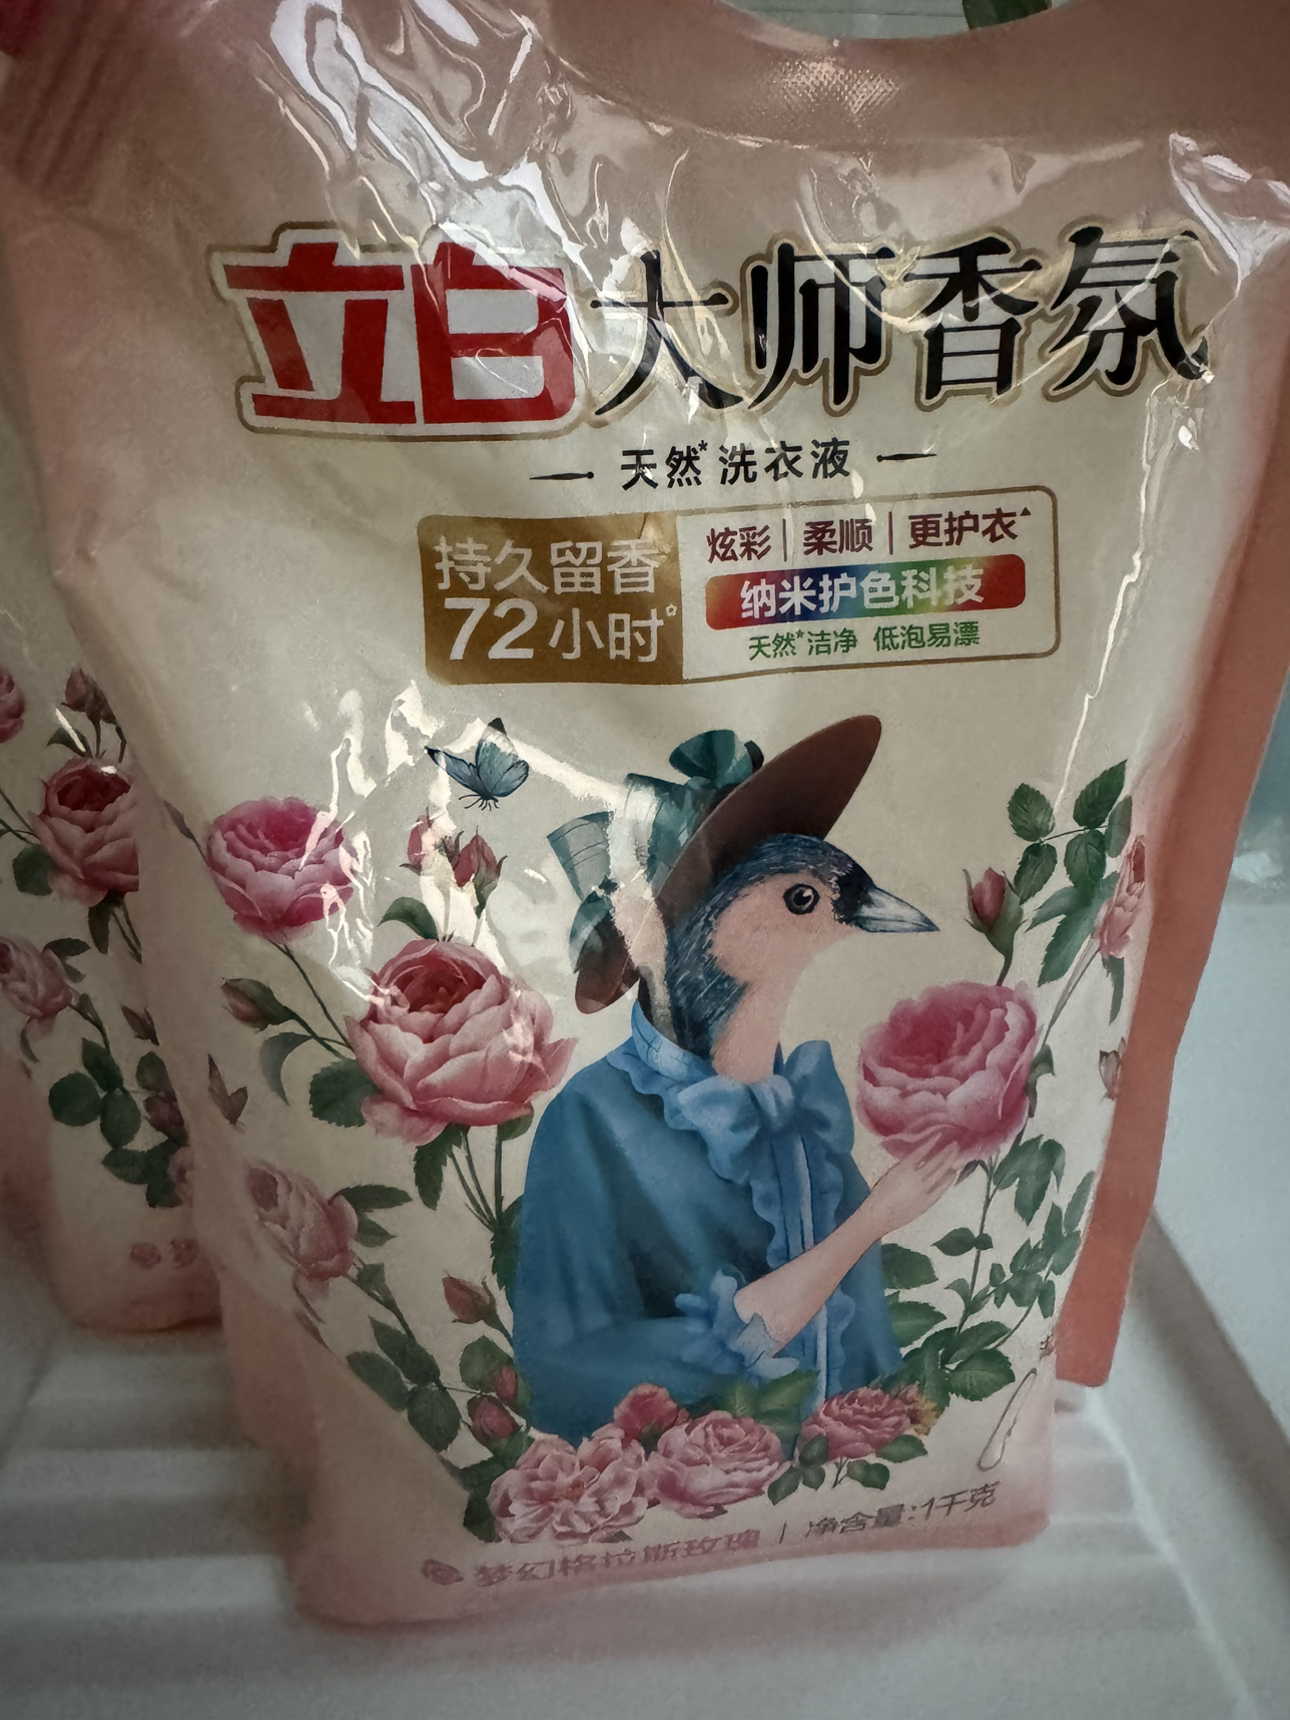 立白大师香氛
天然*洗衣液
持久留香
72小时
炫彩|柔顺|更护衣▲
纳米护色科技
天然*洁净 低泡易漂
梦幻格拉斯玫瑰 | 净含量:1千克